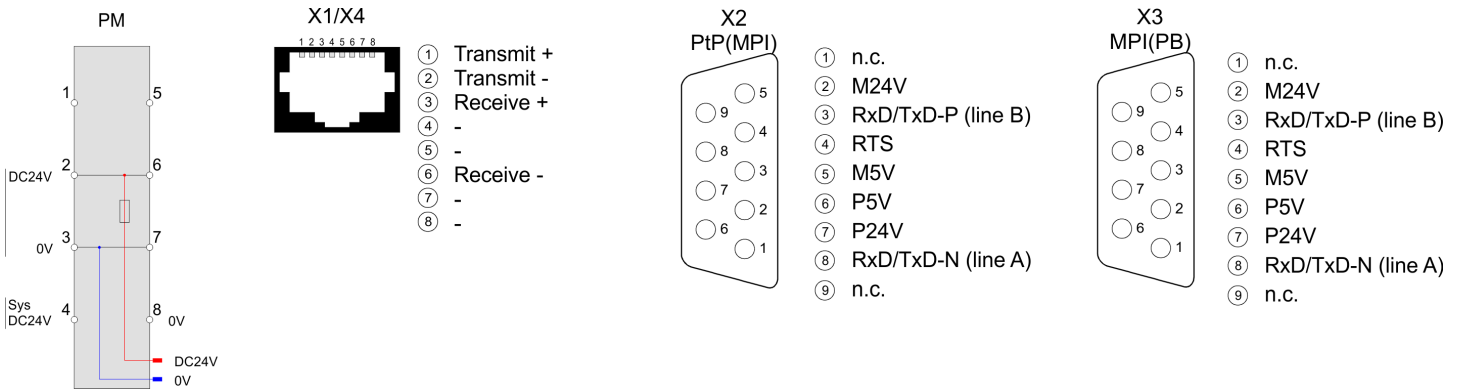 PM
1
5
2
6
DC24V
3
7
0V
Sys
DC24V
4
8
0V
DC24V
0V
X1/X4
1 2 3 4 5 6 7 8
1 Transmit +
2 Transmit -
3 Receive +
4 -
5 -
6 Receive -
7 -
8 -
X2
PtP(MPI)
5
9
4
8
3
7
2
6
1
1 n.c.
2 M24V
3 RxD/TxD-P (line B)
4 RTS
5 M5V
6 P5V
7 P24V
8 RxD/TxD-N (line A)
9 n.c.
X3
MPI(PB)
5
9
4
8
3
7
2
6
1
1 n.c.
2 M24V
3 RxD/TxD-P (line B)
4 RTS
5 M5V
6 P5V
7 P24V
8 RxD/TxD-N (line A)
9 n.c.